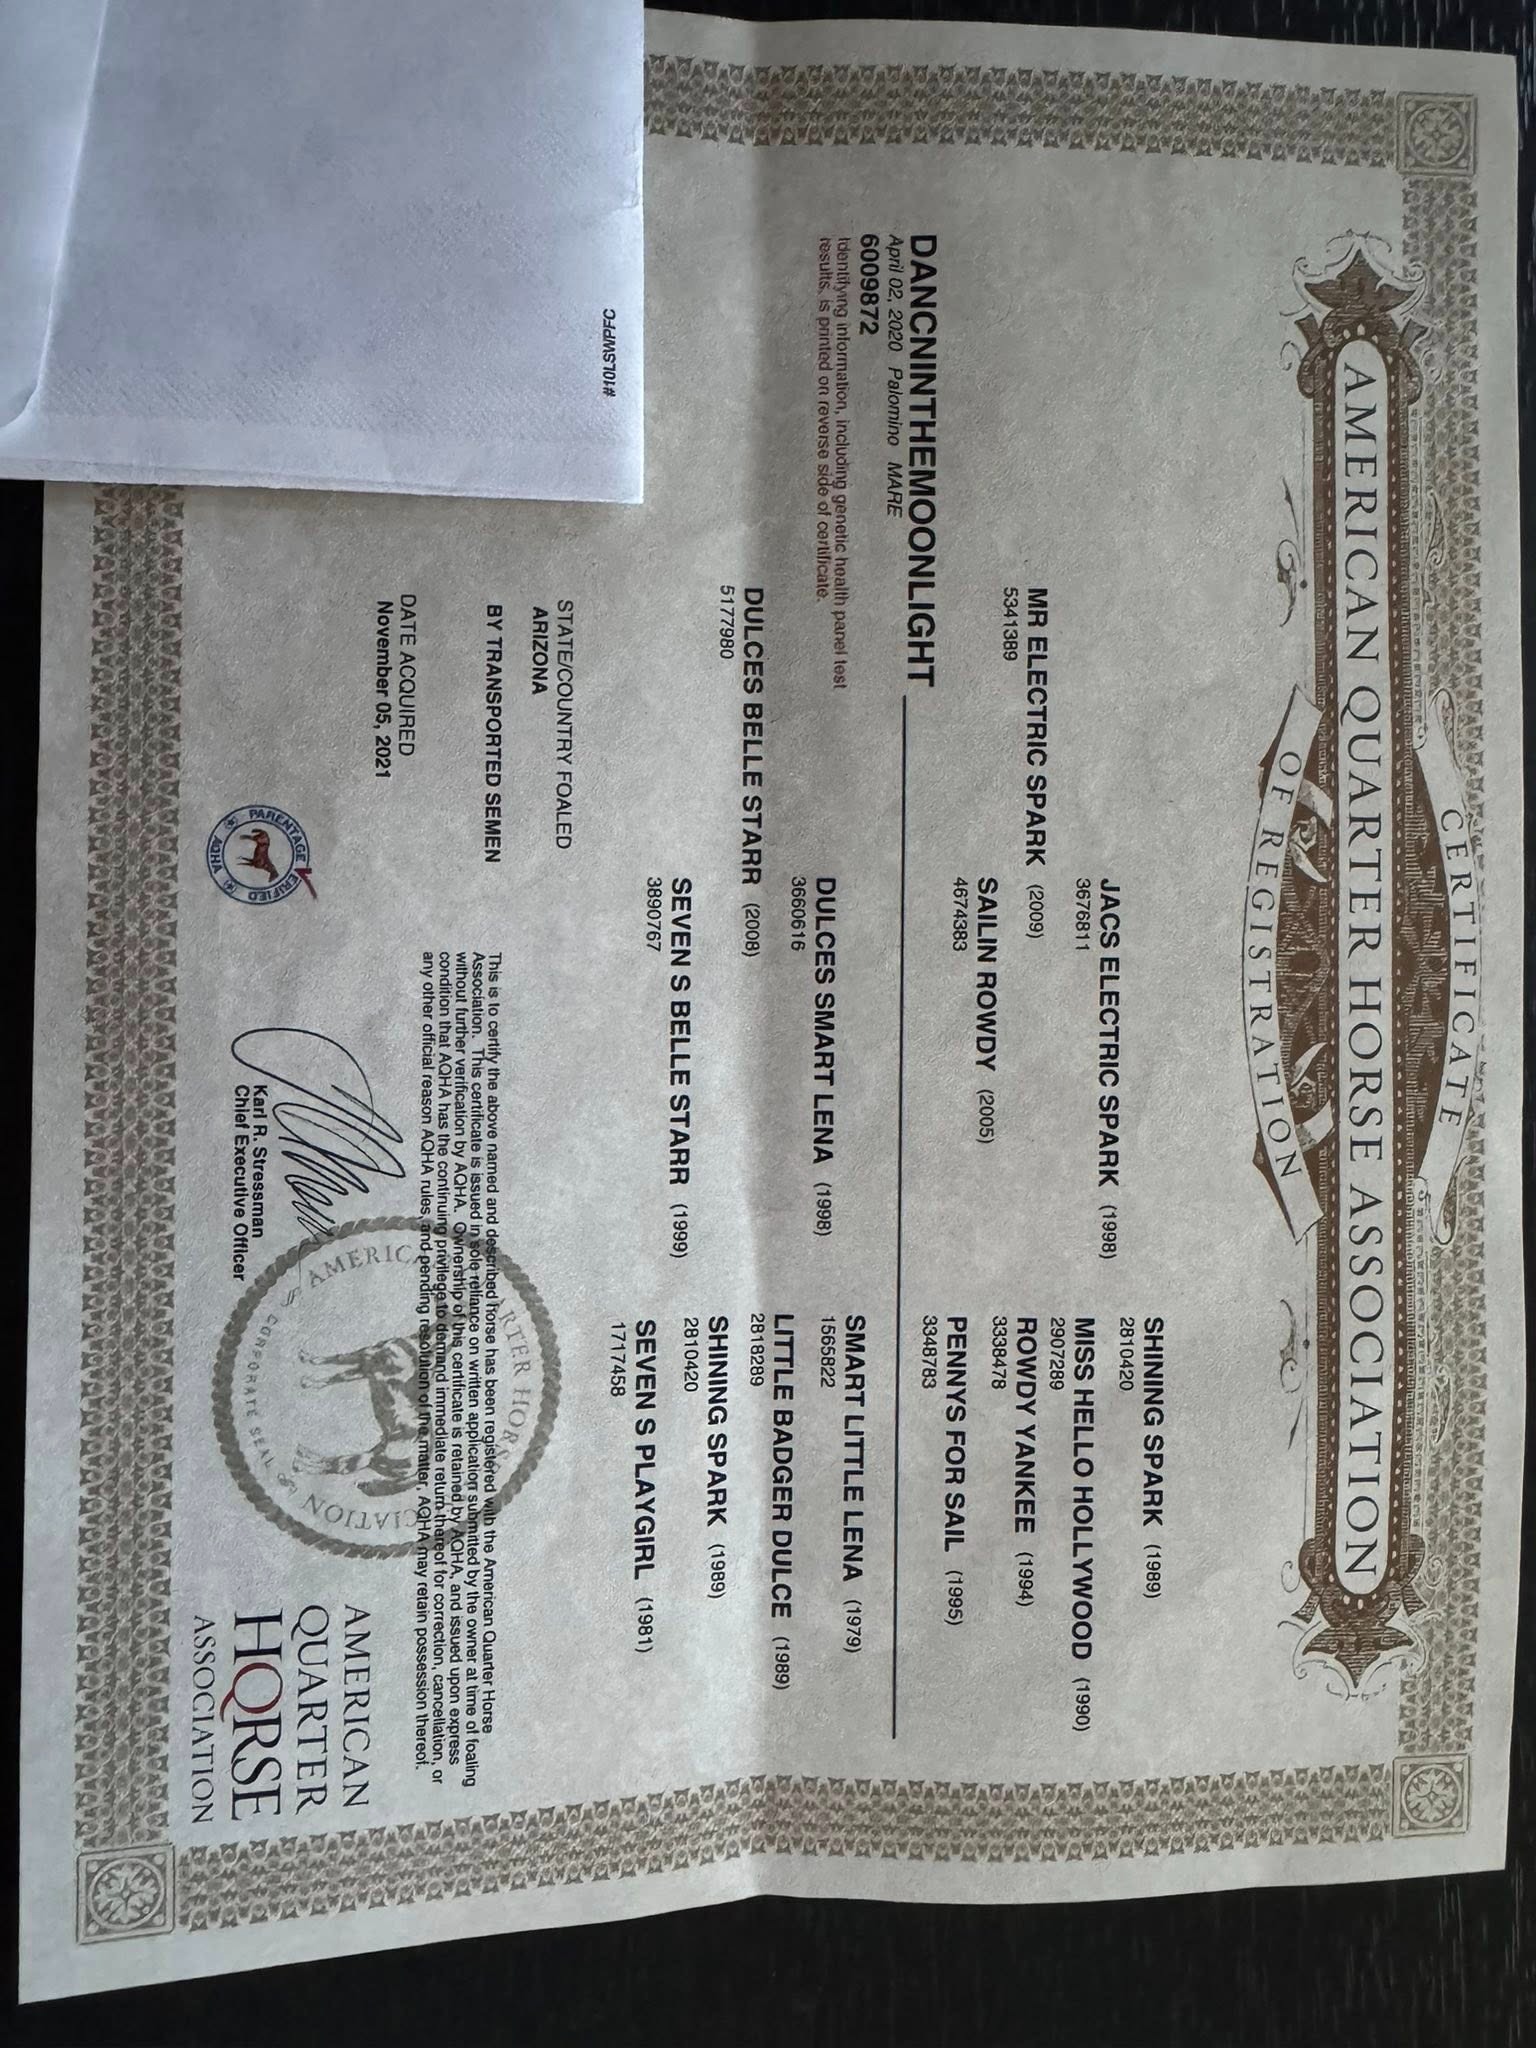 CERTIFICATE
AMERICAN QUARTER HORSE ASSOCIATION
OF REGISTRATION
SHINING SPARK (1989)
2810420
JACS ELECTRIC SPARK (1998)
3676811
MISS HELLO HOLLYWOOD (1990)
2907289
MR ELECTRIC SPARK (2009)
5341389
ROWDY YANKEE (1994)
3338478
SAILIN ROWDY (2005)
4674383
PENNYS FOR SAIL (1995)
3348783
DANCNINTHEMOONLIGHT
April 02, 2020 Palomino MARE
6009872
Identifying information, including genetic health panel test
results, is printed on reverse side of certificate.
SMART LITTLE LENA (1979)
1565822
DULCES SMART LENA (1998)
3660616
LITTLE BADGER DULCE (1989)
2818289
DULCES BELLE STARR (2008)
5177980
SHINING SPARK (1989)
2810420
SEVEN S BELLE STARR (1999)
3890767
SEVEN S PLAYGIRL (1981)
1717458
#10LSWPFC
STATE/COUNTRY FOALED
ARIZONA
BY TRANSPORTED SEMEN
DATE ACQUIRED
November 05, 2021
This is to certify the above named and described horse has been registered with the American Quarter Horse
Association. This certificate is issued in sole reliance on written application submitted by the owner at time of foaling
without further verification by AQHA. Ownership of this certificate is retained by AQHA, and issued upon express
condition that AQHA has the continuing privilege to demand immediate return thereof for correction, cancellation, or
any other official reason AQHA rules, and pending resolution of the matter, AQHA may retain possession thereof.
PARENTAGE VERIFIED
AQHA
Karl R. Stressman
Chief Executive Officer
AMERICAN QUARTER HORSE ASSOCIATION
CORPORATE SEAL
AMERICAN
QUARTER
HORSE
ASSOCIATION